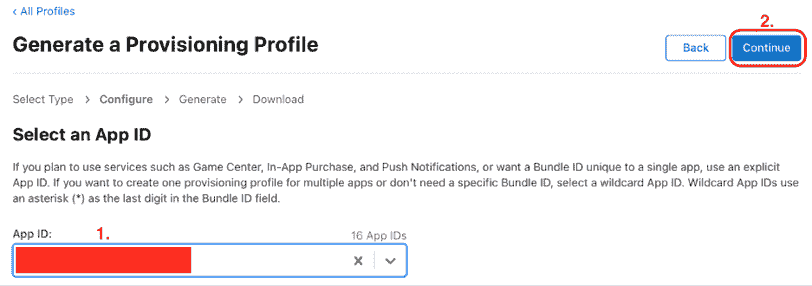 ‹ All Profiles
2.
Generate a Provisioning Profile
Back
Continue
Select Type > Configure > Generate > Download
Select an App ID
If you plan to use services such as Game Center, In-App Purchase, and Push Notifications, or want a Bundle ID unique to a single app, use an explicit
App ID. If you want to create one provisioning profile for multiple apps or don't need a specific Bundle ID, select a wildcard App ID. Wildcard App IDs use
an asterisk (*) as the last digit in the Bundle ID field.
App ID:
1.
16 App IDs